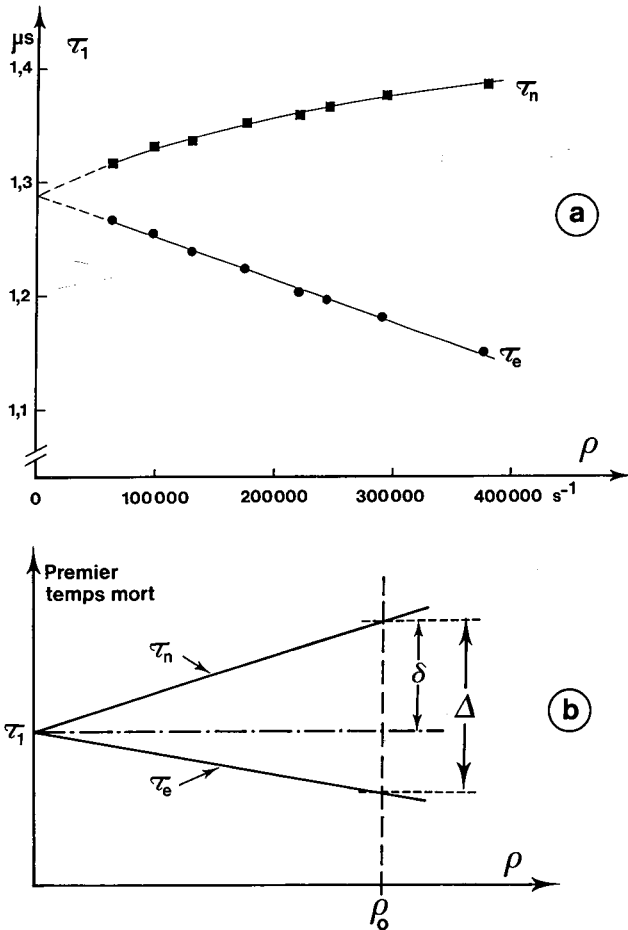 µs
τ₁
1,4
1,3
1,2
1,1
τₙ
τₑ
a
ρ
0
100000
200000
300000
400000 s⁻¹
Premier
temps mort
τₙ
τₑ
τ₁
δ
Δ
b
ρ
ρ₀